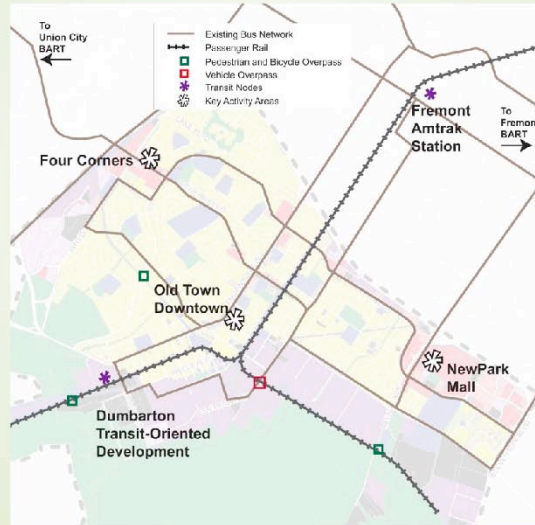 To
Union City
BART
Existing Bus Network
Passenger Rail
Pedestrian and Bicycle Overpass
Vehicle Overpass
Transit Nodes
Key Activity Areas
Fremont
Amtrak
Station
To
Fremont
BART
Four Corners
Old Town
Downtown
NewPark
Mall
Dumbarton
Transit-Oriented
Development